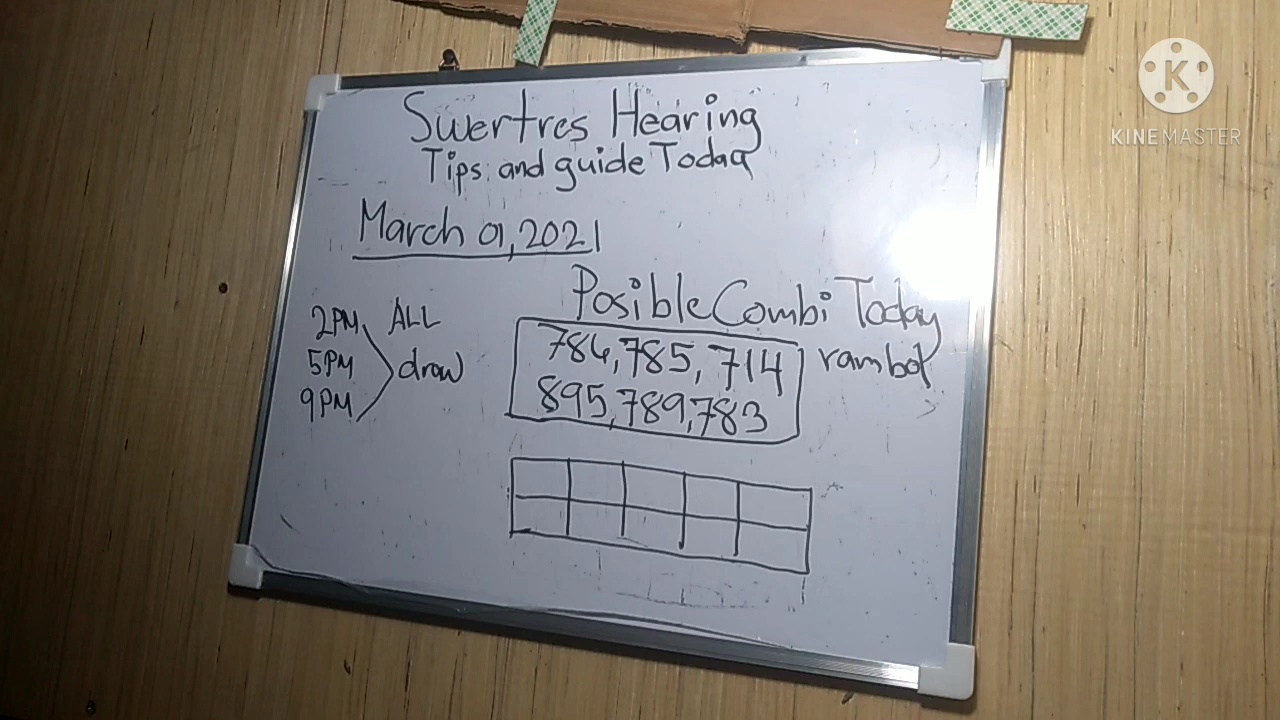 Swertres Hearing
Tips and guide Today
March 01, 2021
Posible Combi Today
2PM ALL
5PM draw
9PM
784, 785, 714 rambol
895, 789, 783
KINEMASTER